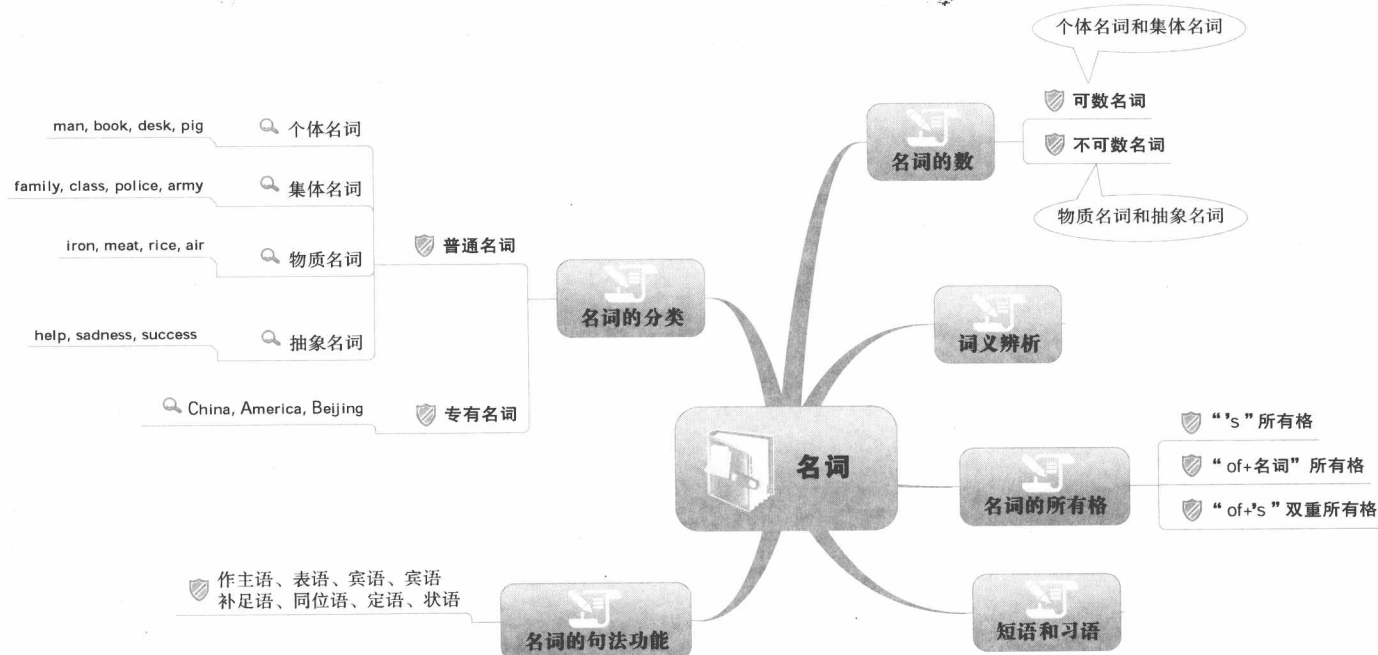 名词
名词的分类
普通名词
个体名词
man, book, desk, pig
集体名词
family, class, police, army
物质名词
iron, meat, rice, air
抽象名词
help, sadness, success
专有名词
China, America, Beijing
名词的句法功能
作主语、表语、宾语、宾语
补足语、同位语、定语、状语
名词的数
可数名词
个体名词和集体名词
不可数名词
物质名词和抽象名词
词义辨析
名词的所有格
“’s”所有格
“of+名词”所有格
“of+’s”双重所有格
短语和习语